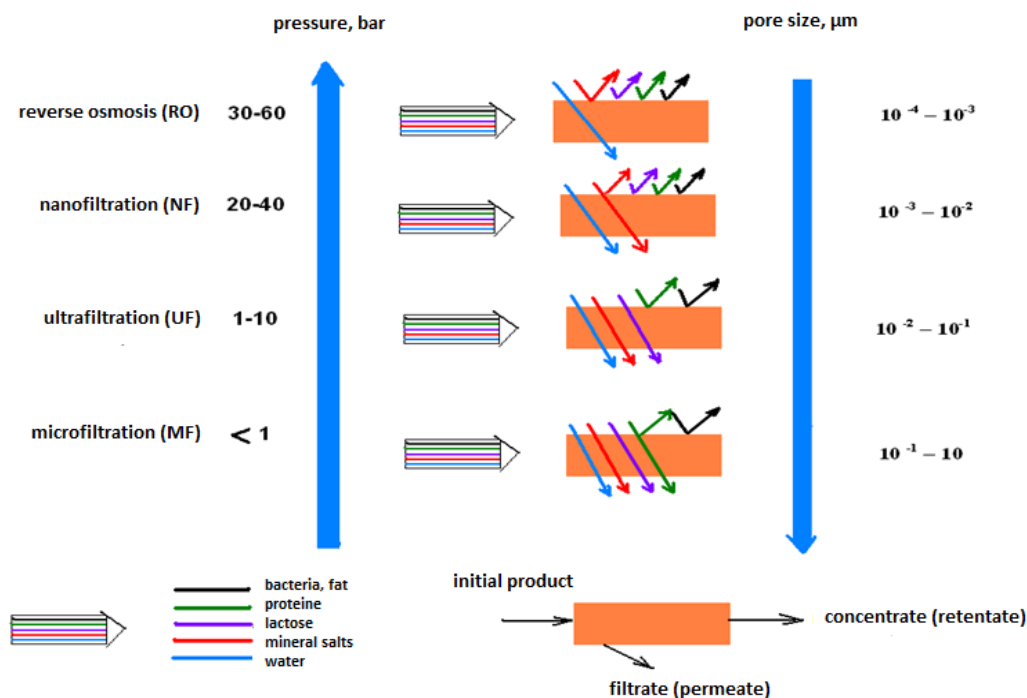 pressure, bar
pore size, µm
reverse osmosis (RO)
30-60
10 ⁻⁴ – 10⁻³
nanofiltration (NF)
20-40
10 ⁻³ – 10⁻²
ultrafiltration (UF)
1-10
10 ⁻² – 10⁻¹
microfiltration (MF)
< 1
10 ⁻¹ – 10
bacteria, fat
proteine
lactose
mineral salts
water
initial product
concentrate (retentate)
filtrate (permeate)